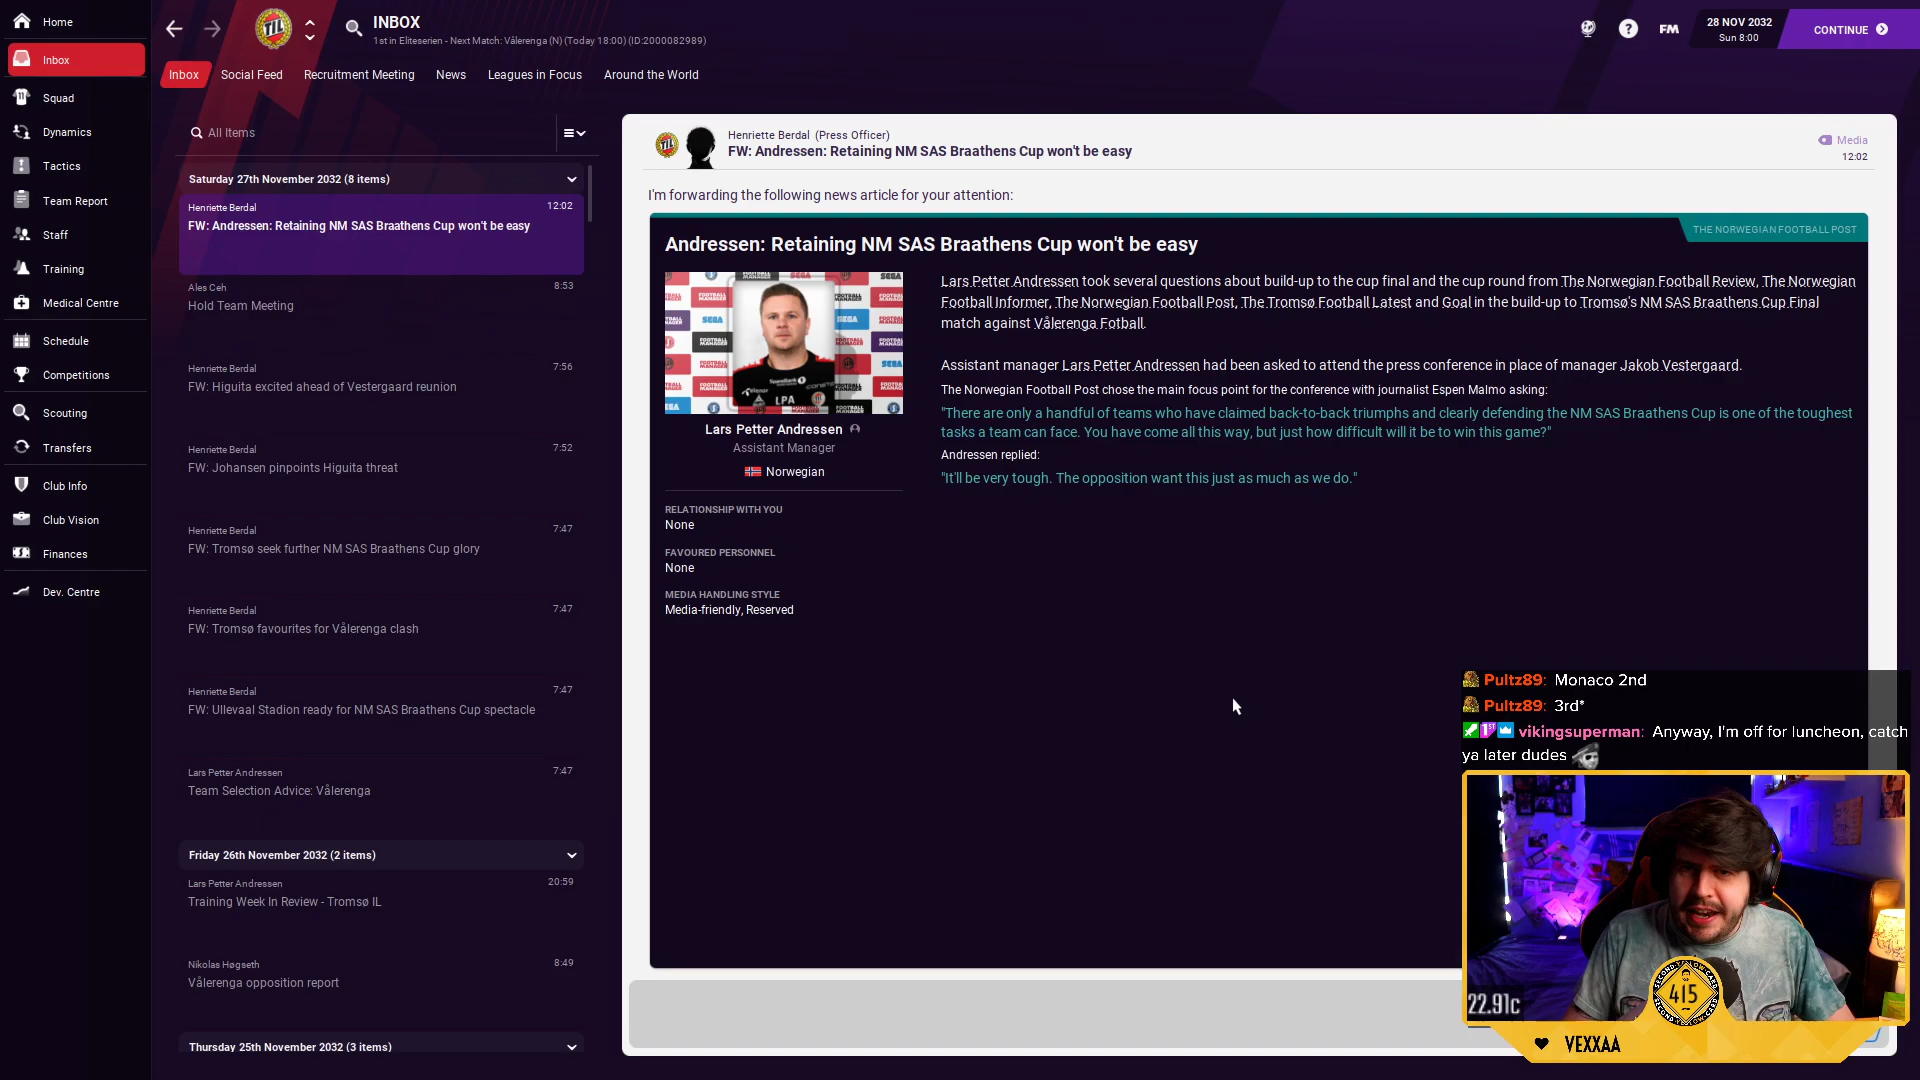 Home
Inbox
Squad
Dynamics
Tactics
Team Report
Staff
Training
Medical Centre
Schedule
Competitions
Scouting
Transfers
Club Info
Club Vision
Finances
Dev. Centre
TIL
INBOX
1st in Eliteserien - Next Match: Vålerenga (N) (Today 18:00) (ID:2000082989)
FM
28 NOV 2032
Sun 8:00
CONTINUE
Inbox
Social Feed
Recruitment Meeting
News
Leagues in Focus
Around the World
All Items
Saturday 27th November 2032 (8 items)
Henriette Berdal
12:02
FW: Andressen: Retaining NM SAS Braathens Cup won't be easy
Ales Ceh
8:53
Hold Team Meeting
Henriette Berdal
7:56
FW: Higuita excited ahead of Vestergaard reunion
Henriette Berdal
7:52
FW: Johansen pinpoints Higuita threat
Henriette Berdal
7:47
FW: Tromsø seek further NM SAS Braathens Cup glory
Henriette Berdal
7:47
FW: Tromsø favourites for Vålerenga clash
Henriette Berdal
7:47
FW: Ullevaal Stadion ready for NM SAS Braathens Cup spectacle
Lars Petter Andressen
7:47
Team Selection Advice: Vålerenga
Friday 26th November 2032 (2 items)
Lars Petter Andressen
20:59
Training Week In Review - Tromsø IL
Nikolas Høgseth
8:49
Vålerenga opposition report
Thursday 25th November 2032 (3 items)
TIL
Henriette Berdal (Press Officer)
FW: Andressen: Retaining NM SAS Braathens Cup won't be easy
Media
12:02
I'm forwarding the following news article for your attention:
THE NORWEGIAN FOOTBALL POST
Andressen: Retaining NM SAS Braathens Cup won't be easy
SEGA
FOOTBALL MANAGER
LPA
Lars Petter Andressen
Assistant Manager
Norwegian
RELATIONSHIP WITH YOU
None
FAVOURED PERSONNEL
None
MEDIA HANDLING STYLE
Media-friendly, Reserved
Lars Petter Andressen took several questions about build-up to the cup final and the cup round from The Norwegian Football Review, The Norwegian
Football Informer, The Norwegian Football Post, The Tromsø Football Latest and Goal in the build-up to Tromsø's NM SAS Braathens Cup Final
match against Vålerenga Fotball.
Assistant manager Lars Petter Andressen had been asked to attend the press conference in place of manager Jakob Vestergaard.
The Norwegian Football Post chose the main focus point for the conference with journalist Espen Malmo asking:
"There are only a handful of teams who have claimed back-to-back triumphs and clearly defending the NM SAS Braathens Cup is one of the toughest
tasks a team can face. You have come all this way, but just how difficult will it be to win this game?"
Andressen replied:
"It'll be very tough. The opposition want this just as much as we do."
Pultz89: Monaco 2nd
Pultz89: 3rd*
vikingsuperman: Anyway, I'm off for luncheon, catch
ya later dudes
22.91c
415
VEXXAA